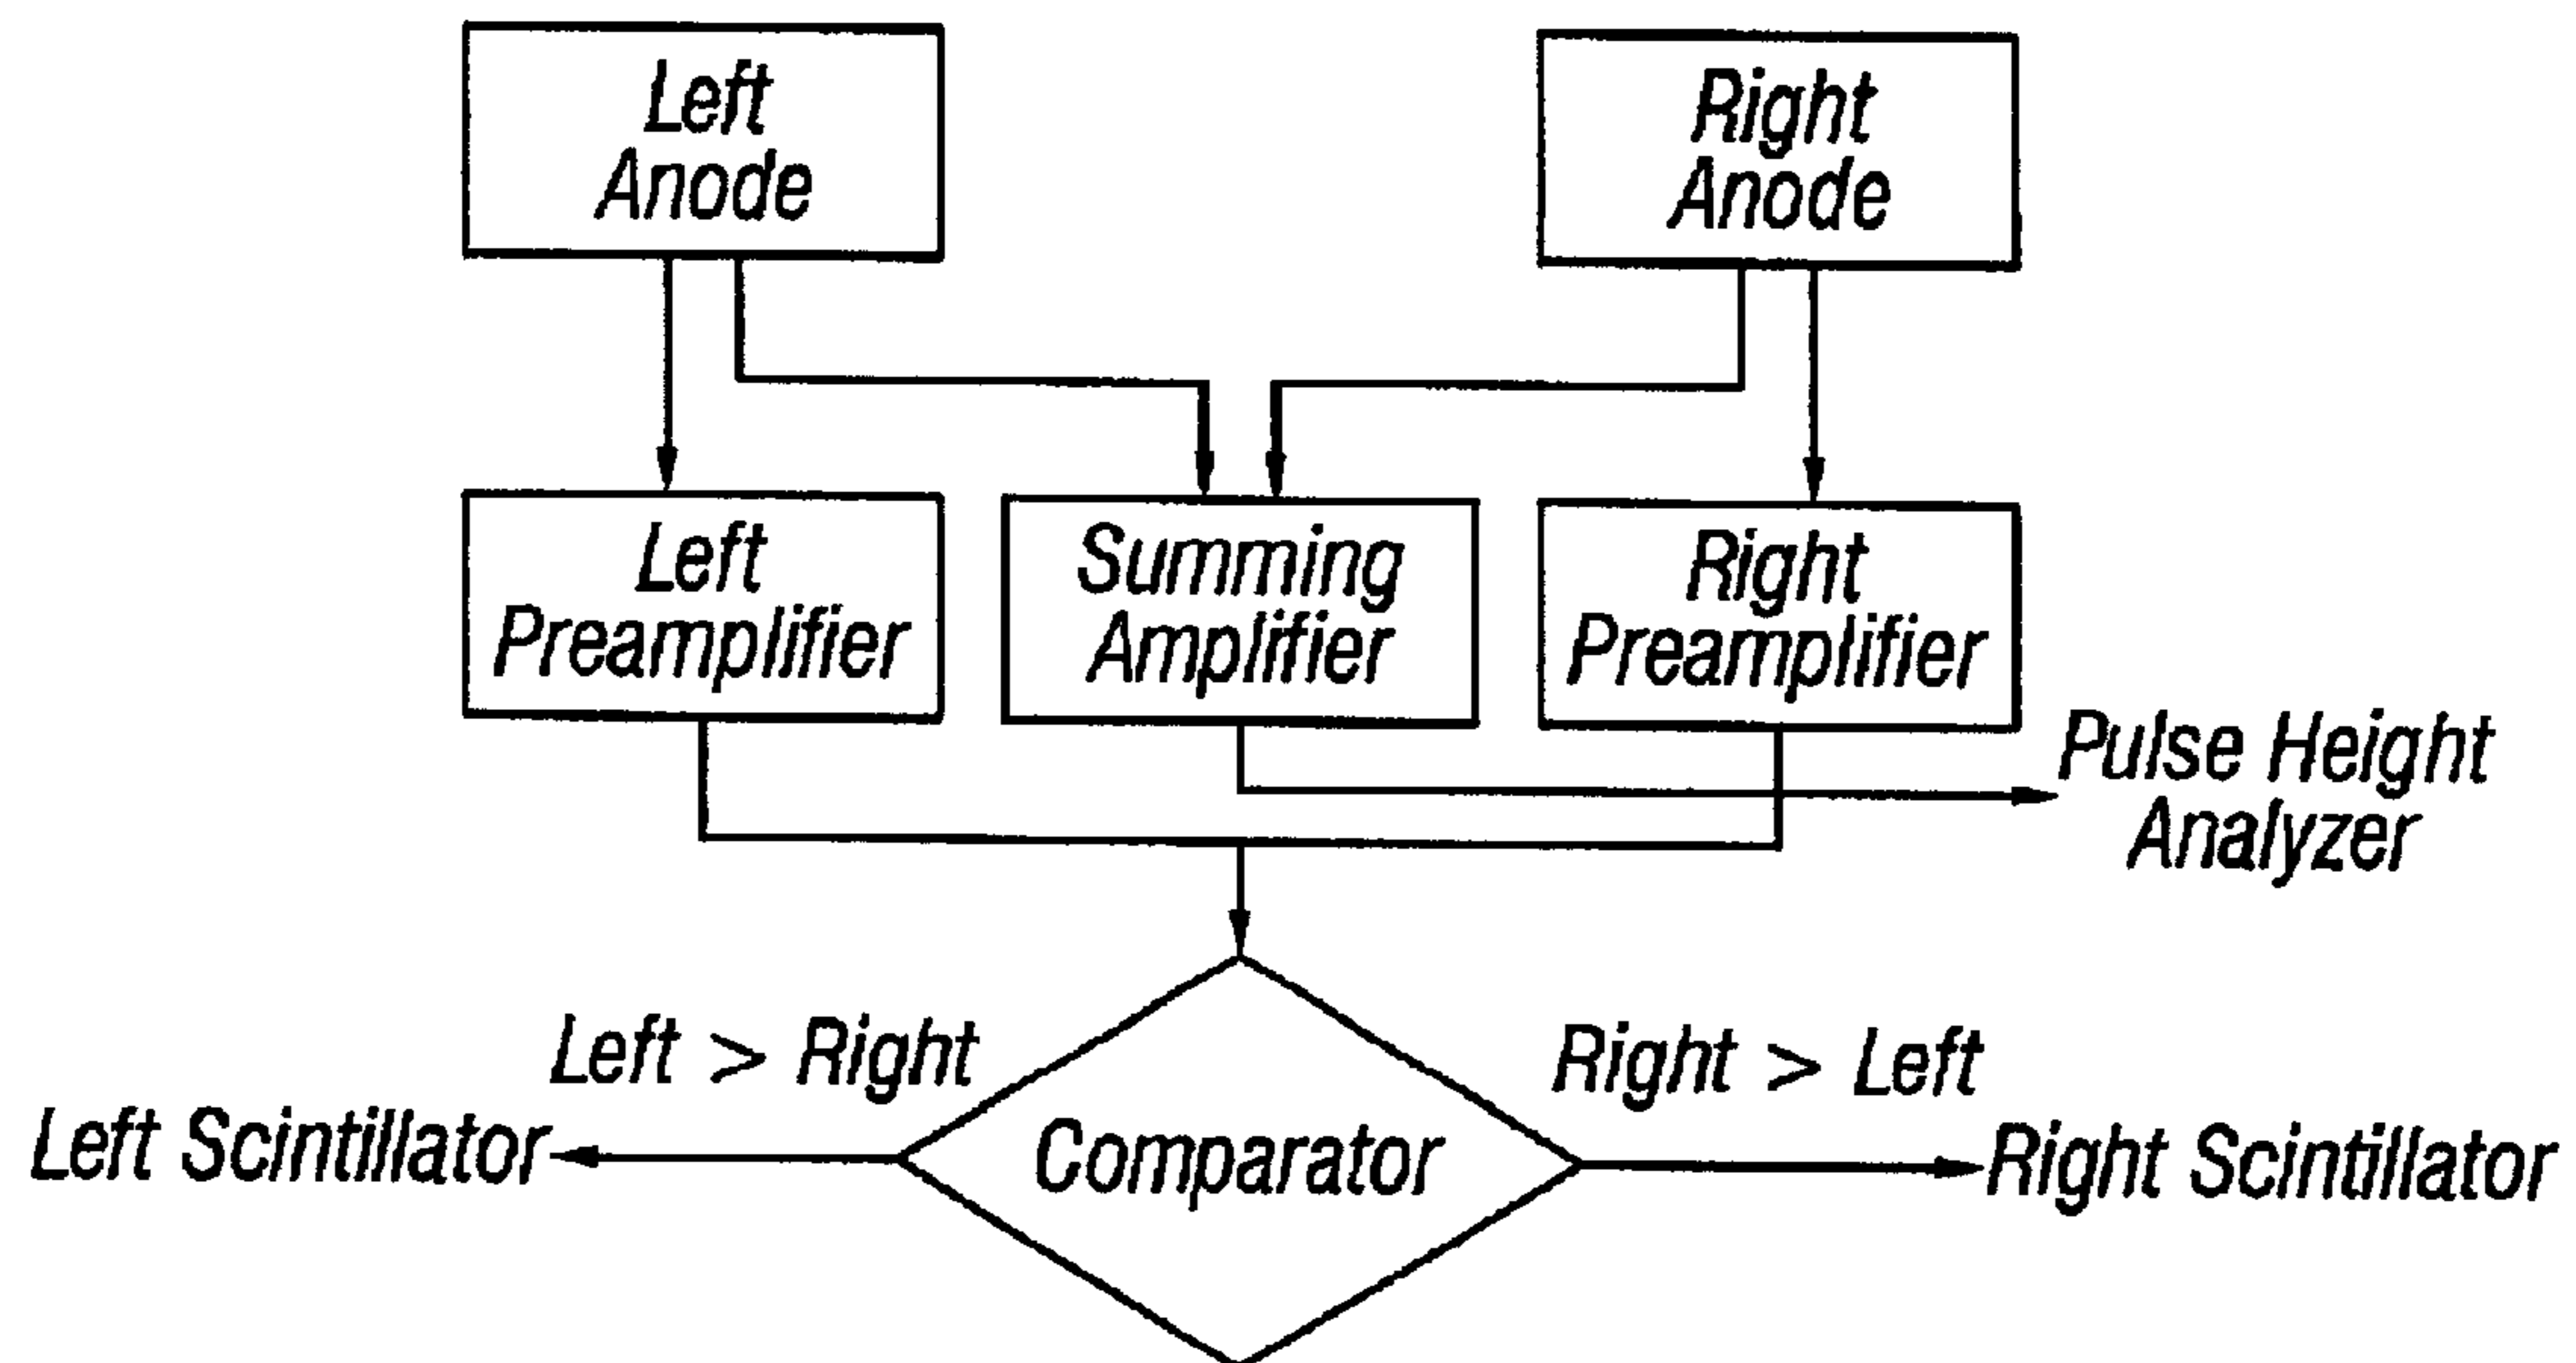 Left
Anode
Right
Anode
Left
Preamplifier
Summing
Amplifier
Right
Preamplifier
Pulse Height
Analyzer
Left > Right
Right > Left
Left Scintillator
Comparator
Right Scintillator